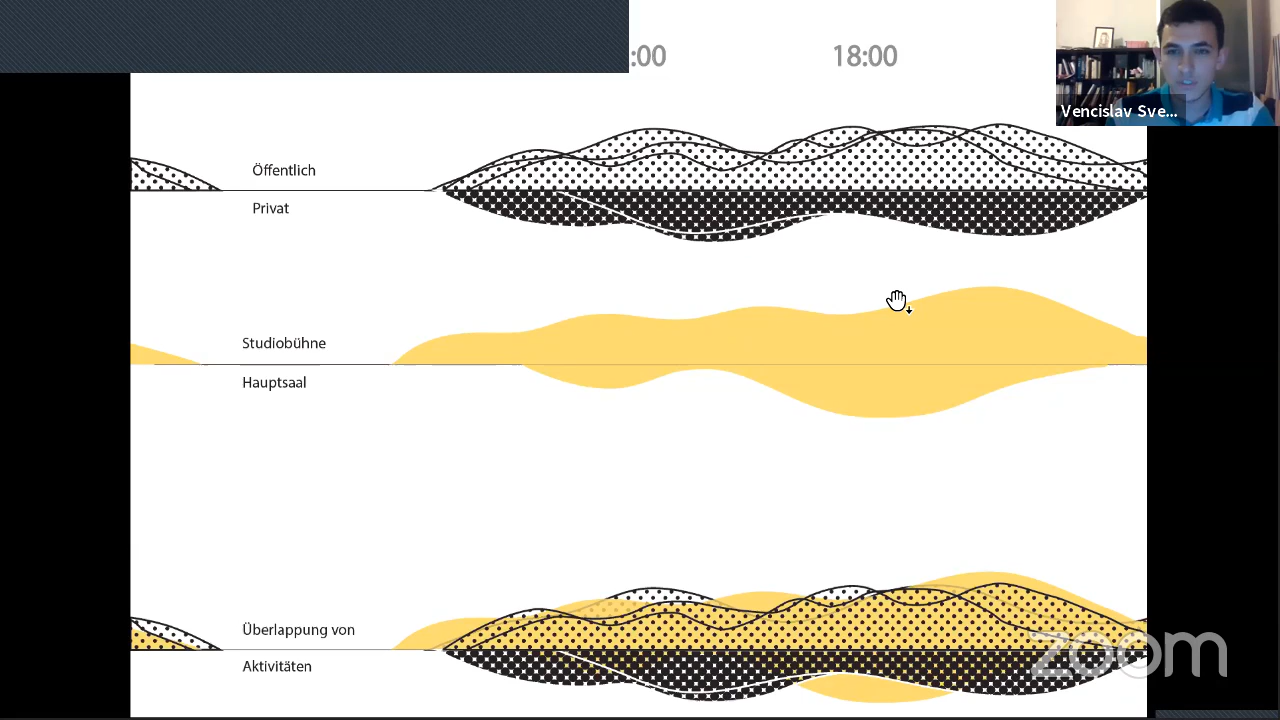 :00
18:00
Vencislav Sve...
Öffentlich
Privat
Studiobühne
Hauptsaal
Überlappung von
Aktivitäten
zoom